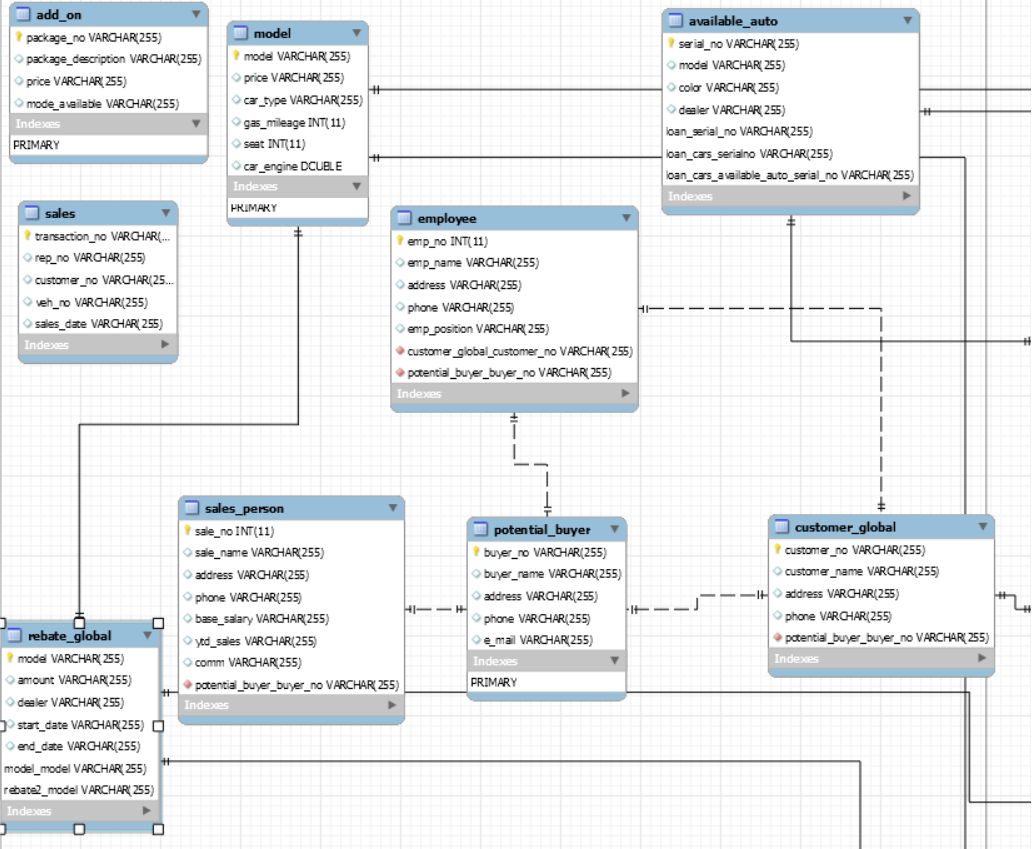 add_on
package_no VARCHAR(255)
package_description VARCHAR(255)
price VARCHAR(255)
mode_available VARCHAR(255)
Indexes
PRIMARY
model
model VARCHAR(255)
price VARCHAR(255)
car_type VARCHAR(255)
gas_mileage INT(11)
seat INT(11)
car_engine DOUBLE
Indexes
PRIMARY
available_auto
serial_no VARCHAR(255)
model VARCHAR(255)
color VARCHAR(255)
dealer VARCHAR(255)
loan_serial_no VARCHAR(255)
loan_cars_serialno VARCHAR(255)
loan_cars_available_auto_serial_no VARCHAR(255)
Indexes
sales
transaction_no VARCHAR(...
rep_no VARCHAR(255)
customer_no VARCHAR(25...
veh_no VARCHAR(255)
sales_date VARCHAR(255)
Indexes
employee
emp_no INT(11)
emp_name VARCHAR(255)
address VARCHAR(255)
phone VARCHAR(255)
emp_position VARCHAR(255)
customer_global_customer_no VARCHAR(255)
potential_buyer_buyer_no VARCHAR(255)
Indexes
sales_person
sale_no INT(11)
sale_name VARCHAR(255)
address VARCHAR(255)
phone VARCHAR(255)
base_salary VARCHAR(255)
ytd_sales VARCHAR(255)
comm VARCHAR(255)
potential_buyer_buyer_no VARCHAR(255)
Indexes
potential_buyer
buyer_no VARCHAR(255)
buyer_name VARCHAR(255)
address VARCHAR(255)
phone VARCHAR(255)
e_mail VARCHAR(255)
Indexes
PRIMARY
customer_global
customer_no VARCHAR(255)
customer_name VARCHAR(255)
address VARCHAR(255)
phone VARCHAR(255)
potential_buyer_buyer_no VARCHAR(255)
Indexes
rebate_global
model VARCHAR(255)
amount VARCHAR(255)
dealer VARCHAR(255)
start_date VARCHAR(255)
end_date VARCHAR(255)
model_model VARCHAR(255)
rebate2_model VARCHAR(255)
Indexes